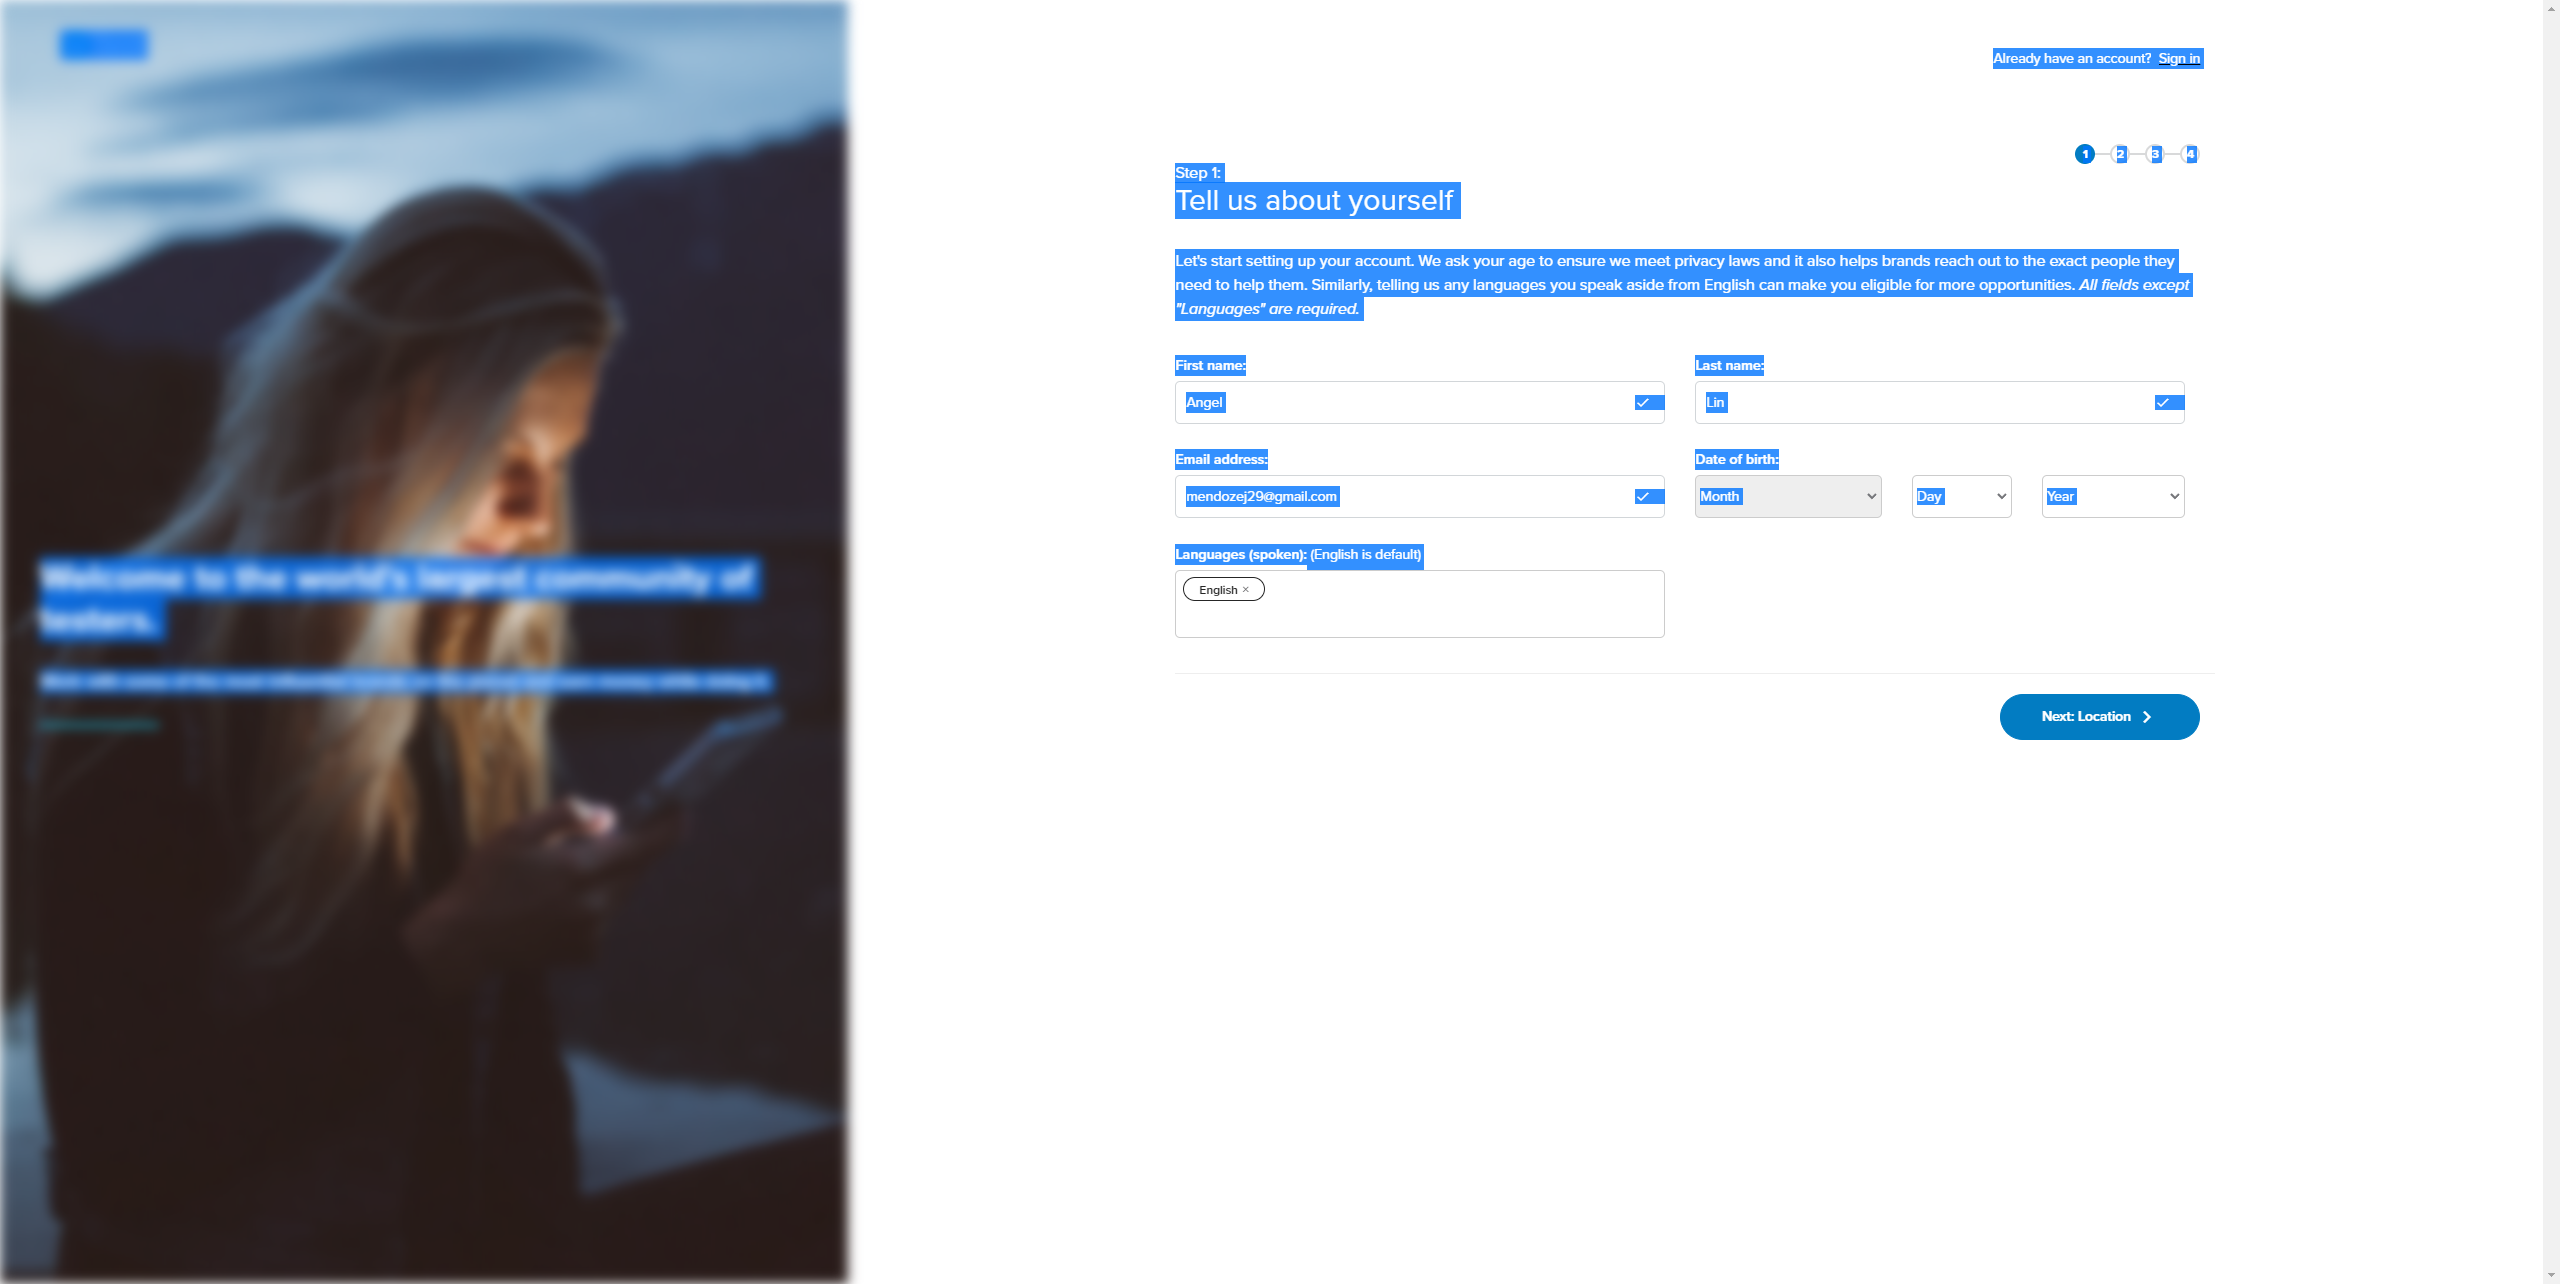 Welcome to the world's largest community of
testers.
Already have an account? Sign in
1 2 3 4
Step 1:
Tell us about yourself
Let's start setting up your account. We ask your age to ensure we meet privacy laws and it also helps brands reach out to the exact people they
need to help them. Similarly, telling us any languages you speak aside from English can make you eligible for more opportunities. All fields except
"Languages" are required.
First name:
Last name:
Angel
Lin
Email address:
Date of birth:
mendozej29@gmail.com
Month
Day
Year
Languages (spoken): (English is default)
English ×
Next: Location